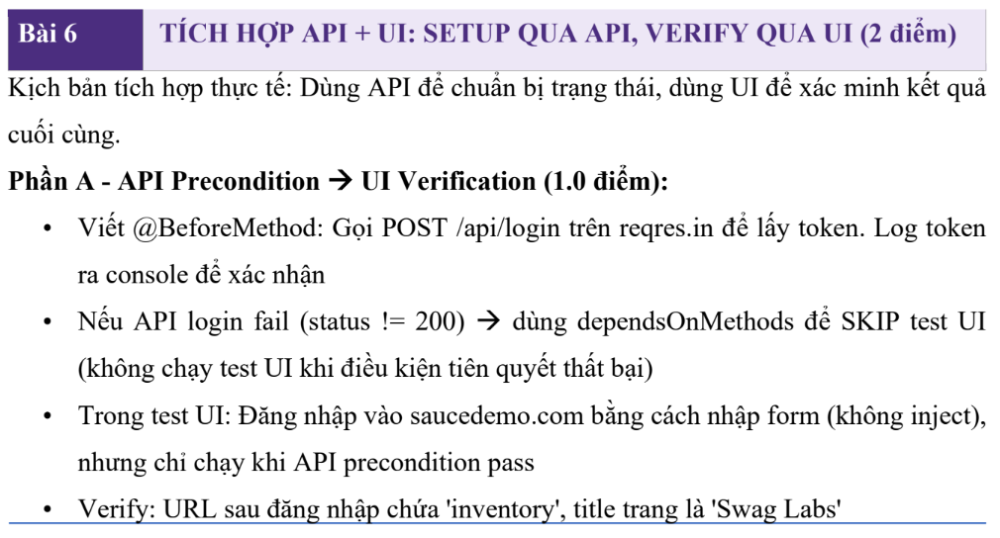 Bài 6
TÍCH HỢP API + UI: SETUP QUA API, VERIFY QUA UI (2 điểm)
Kịch bản tích hợp thực tế: Dùng API để chuẩn bị trạng thái, dùng UI để xác minh kết quả
cuối cùng.
Phần A - API Precondition → UI Verification (1.0 điểm):
• Viết @BeforeMethod: Gọi POST /api/login trên reqres.in để lấy token. Log token
ra console để xác nhận
• Nếu API login fail (status != 200) → dùng dependsOnMethods để SKIP test UI
(không chạy test UI khi điều kiện tiên quyết thất bại)
• Trong test UI: Đăng nhập vào saucedemo.com bằng cách nhập form (không inject),
nhưng chỉ chạy khi API precondition pass
• Verify: URL sau đăng nhập chứa 'inventory', title trang là 'Swag Labs'